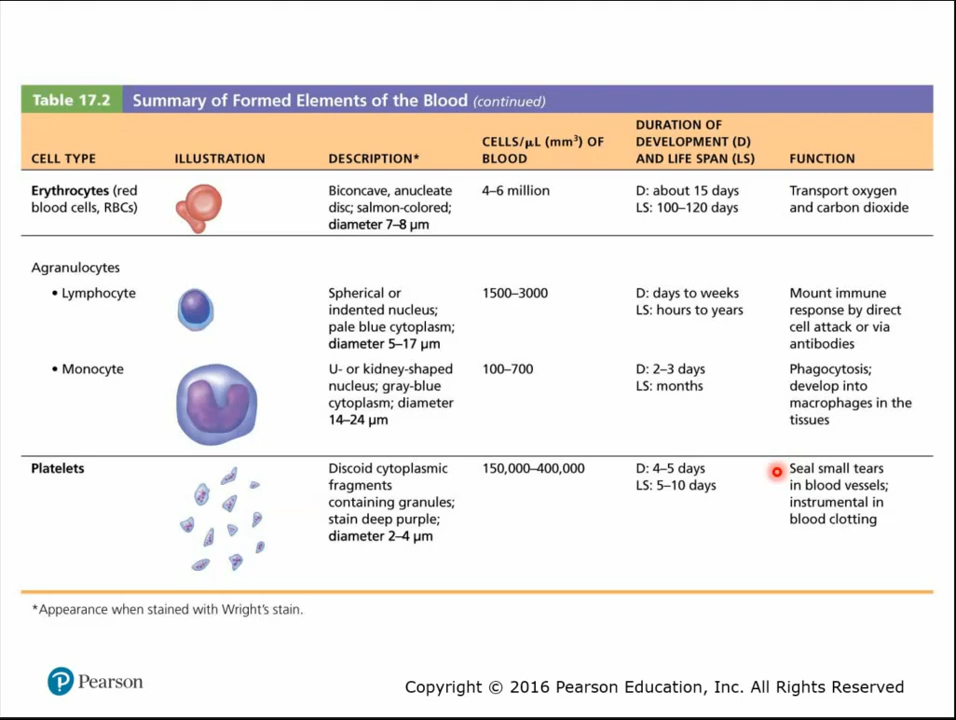 Table 17.2 Summary of Formed Elements of the Blood (continued)
CELL TYPE
ILLUSTRATION
DESCRIPTION*
CELLS/μL (mm³) OF
BLOOD
DURATION OF
DEVELOPMENT (D)
AND LIFE SPAN (LS)
FUNCTION
Erythrocytes (red
blood cells, RBCs)
Biconcave, anucleate
disc; salmon-colored;
diameter 7–8 μm
4–6 million
D: about 15 days
LS: 100–120 days
Transport oxygen
and carbon dioxide
Agranulocytes
• Lymphocyte
Spherical or
indented nucleus;
pale blue cytoplasm;
diameter 5–17 μm
1500–3000
D: days to weeks
LS: hours to years
Mount immune
response by direct
cell attack or via
antibodies
• Monocyte
U- or kidney-shaped
nucleus; gray-blue
cytoplasm; diameter
14–24 μm
100–700
D: 2–3 days
LS: months
Phagocytosis;
develop into
macrophages in the
tissues
Platelets
Discoid cytoplasmic
fragments
containing granules;
stain deep purple;
diameter 2–4 μm
150,000–400,000
D: 4–5 days
LS: 5–10 days
Seal small tears
in blood vessels;
instrumental in
blood clotting
*Appearance when stained with Wright's stain.
P Pearson
Copyright © 2016 Pearson Education, Inc. All Rights Reserved